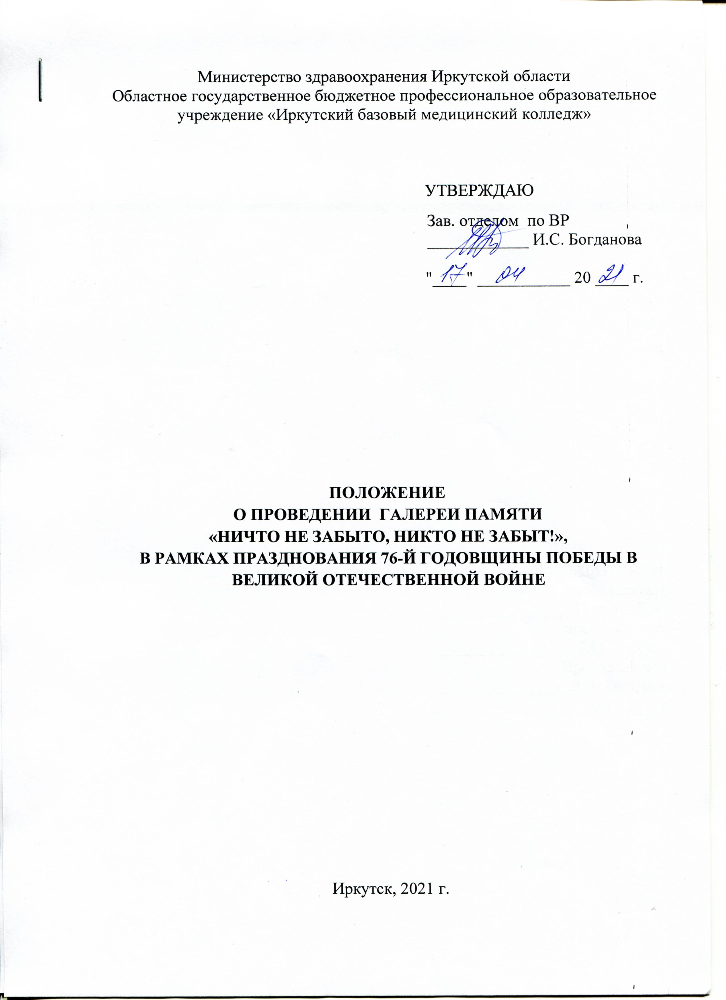 Министерство здравоохранения Иркутской области
Областное государственное бюджетное профессиональное образовательное
учреждение «Иркутский базовый медицинский колледж»
УТВЕРЖДАЮ
Зав. отделом по ВР
_____________ И.С. Богданова
"17" 04 20 21 г.
ПОЛОЖЕНИЕ
О ПРОВЕДЕНИИ ГАЛЕРЕИ ПАМЯТИ
«НИЧТО НЕ ЗАБЫТО, НИКТО НЕ ЗАБЫТ!»,
В РАМКАХ ПРАЗДНОВАНИЯ 76-Й ГОДОВЩИНЫ ПОБЕДЫ В
ВЕЛИКОЙ ОТЕЧЕСТВЕННОЙ ВОЙНЕ
Иркутск, 2021 г.